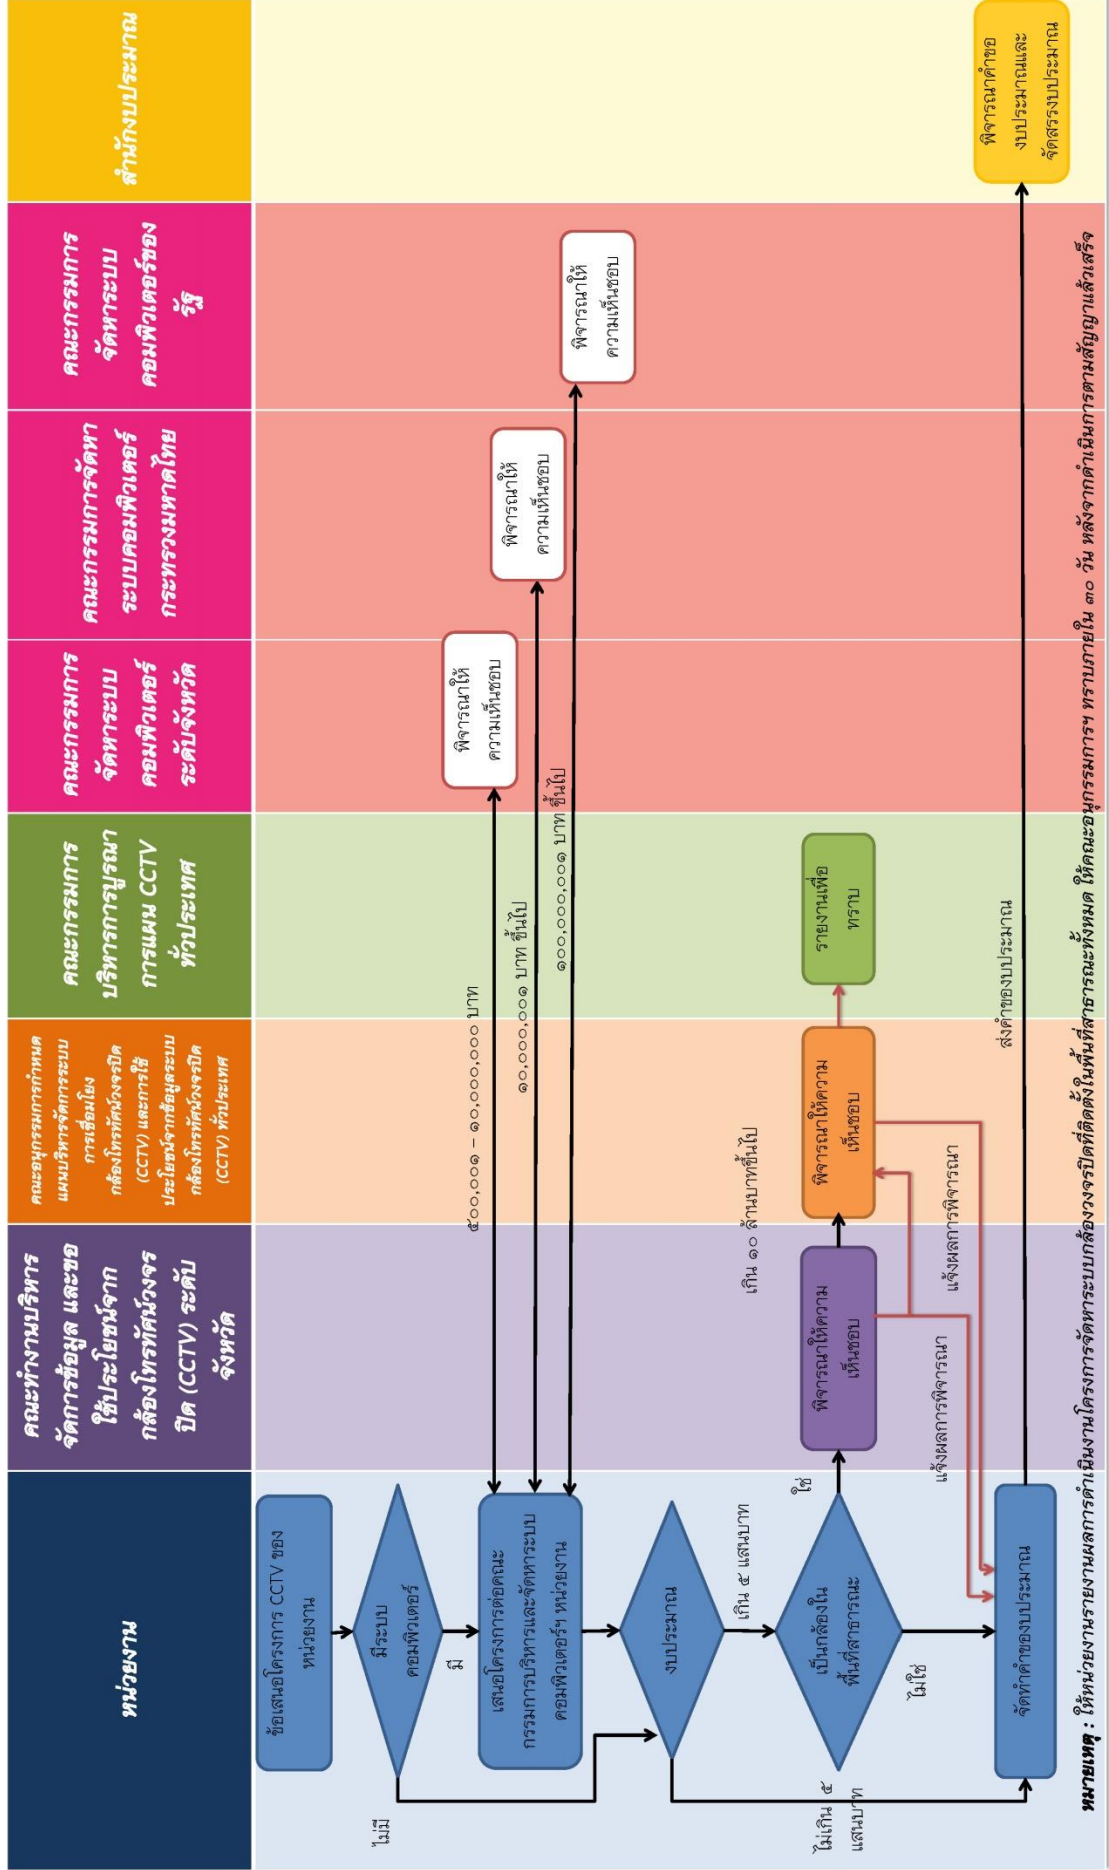 หน่วยงาน
คณะทำงานบริหาร
จัดการข้อมูล และขอ
ใช้ประโยชน์จาก
กล้องโทรทัศน์วงจร
ปิด (CCTV) ระดับ
จังหวัด
คณะอนุกรรมการกำหนด
แผนบริหารจัดการระบบ
การเชื่อมโยง
กล้องโทรทัศน์วงจรปิด
(CCTV) และการใช้
ประโยชน์จากข้อมูลระบบ
กล้องโทรทัศน์วงจรปิด
(CCTV) ทั่วประเทศ
คณะกรรมการ
บริหารการบูรณา
การแผน CCTV
ทั่วประเทศ
คณะกรรมการ
จัดหาระบบ
คอมพิวเตอร์
ระดับจังหวัด
คณะกรรมการจัดหา
ระบบคอมพิวเตอร์
กระทรวงมหาดไทย
คณะกรรมการ
จัดหาระบบ
คอมพิวเตอร์ของ
รัฐ
สำนักงบประมาณ
ข้อเสนอโครงการ CCTV ของ
หน่วยงาน
มีระบบ
คอมพิวเตอร์
ไม่มี
มี
เสนอโครงการต่อคณะ
กรรมการบริหารและจัดหาระบบ
คอมพิวเตอร์ฯ หน่วยงาน
๕๐๐,๐๐๑ – ๑๐,๐๐๐,๐๐๐ บาท
พิจารณาให้
ความเห็นชอบ
๑๐,๐๐๐,๐๐๑ บาท ขึ้นไป
พิจารณาให้
ความเห็นชอบ
๑๐๐,๐๐๐,๐๐๑ บาท ขึ้นไป
พิจารณาให้
ความเห็นชอบ
งบประมาณ
เกิน ๕ แสนบาท
ไม่เกิน ๕
แสนบาท
เป็นกล้องใน
พื้นที่สาธารณะ
ใช่
ไม่ใช่
เกิน ๑๐ ล้านบาทขึ้นไป
พิจารณาให้ความ
เห็นชอบ
พิจารณาให้ความ
เห็นชอบ
รายงานเพื่อ
ทราบ
แจ้งผลการพิจารณา
แจ้งผลการพิจารณา
จัดทำคำของบประมาณ
ส่งคำของบประมาณ
พิจารณาคำขอ
งบประมาณและ
จัดสรรงบประมาณ
หมายเหตุ : ให้หน่วยงานรายงานผลการดำเนินงานโครงการจัดหาระบบกล้องวงจรปิดที่ติดตั้งในพื้นที่สาธารณะทั้งหมด ให้คณะอนุกรรมการฯ ทราบภายใน ๓๐ วัน หลังจากดำเนินการตามสัญญาแล้วเสร็จ